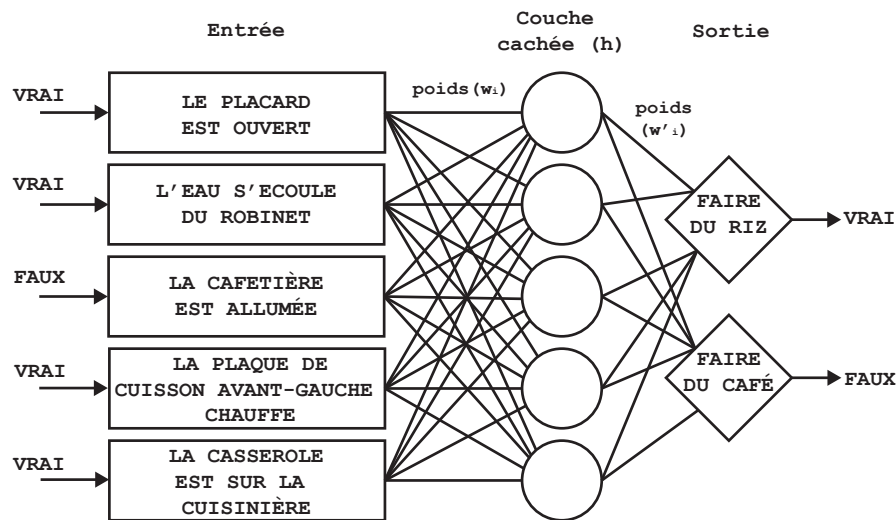 Entrée
Couche
cachée (h)
Sortie
VRAI
LE PLACARD
EST OUVERT
poids(wi)
poids
(w'i)
VRAI
L'EAU S'ECOULE
DU ROBINET
FAIRE
DU RIZ
VRAI
FAUX
LA CAFETIÈRE
EST ALLUMÉE
VRAI
LA PLAQUE DE
CUISSON AVANT-GAUCHE
CHAUFFE
FAIRE
DU CAFÉ
FAUX
VRAI
LA CASSEROLE
EST SUR LA
CUISINIÈRE